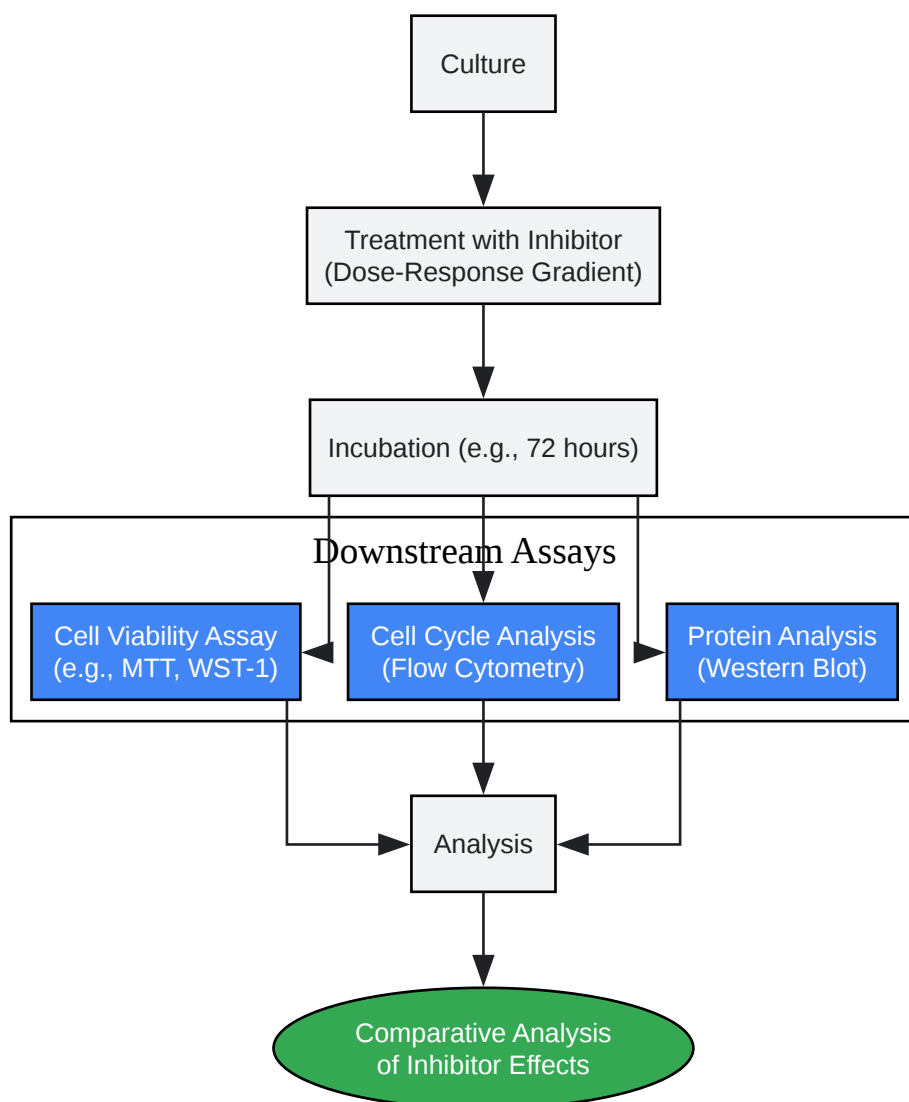 Culture
Treatment with Inhibitor
(Dose-Response Gradient)
Incubation (e.g., 72 hours)
Downstream Assays
Cell Viability Assay
(e.g., MTT, WST-1)
Cell Cycle Analysis
(Flow Cytometry)
Protein Analysis
(Western Blot)
Analysis
Comparative Analysis
of Inhibitor Effects